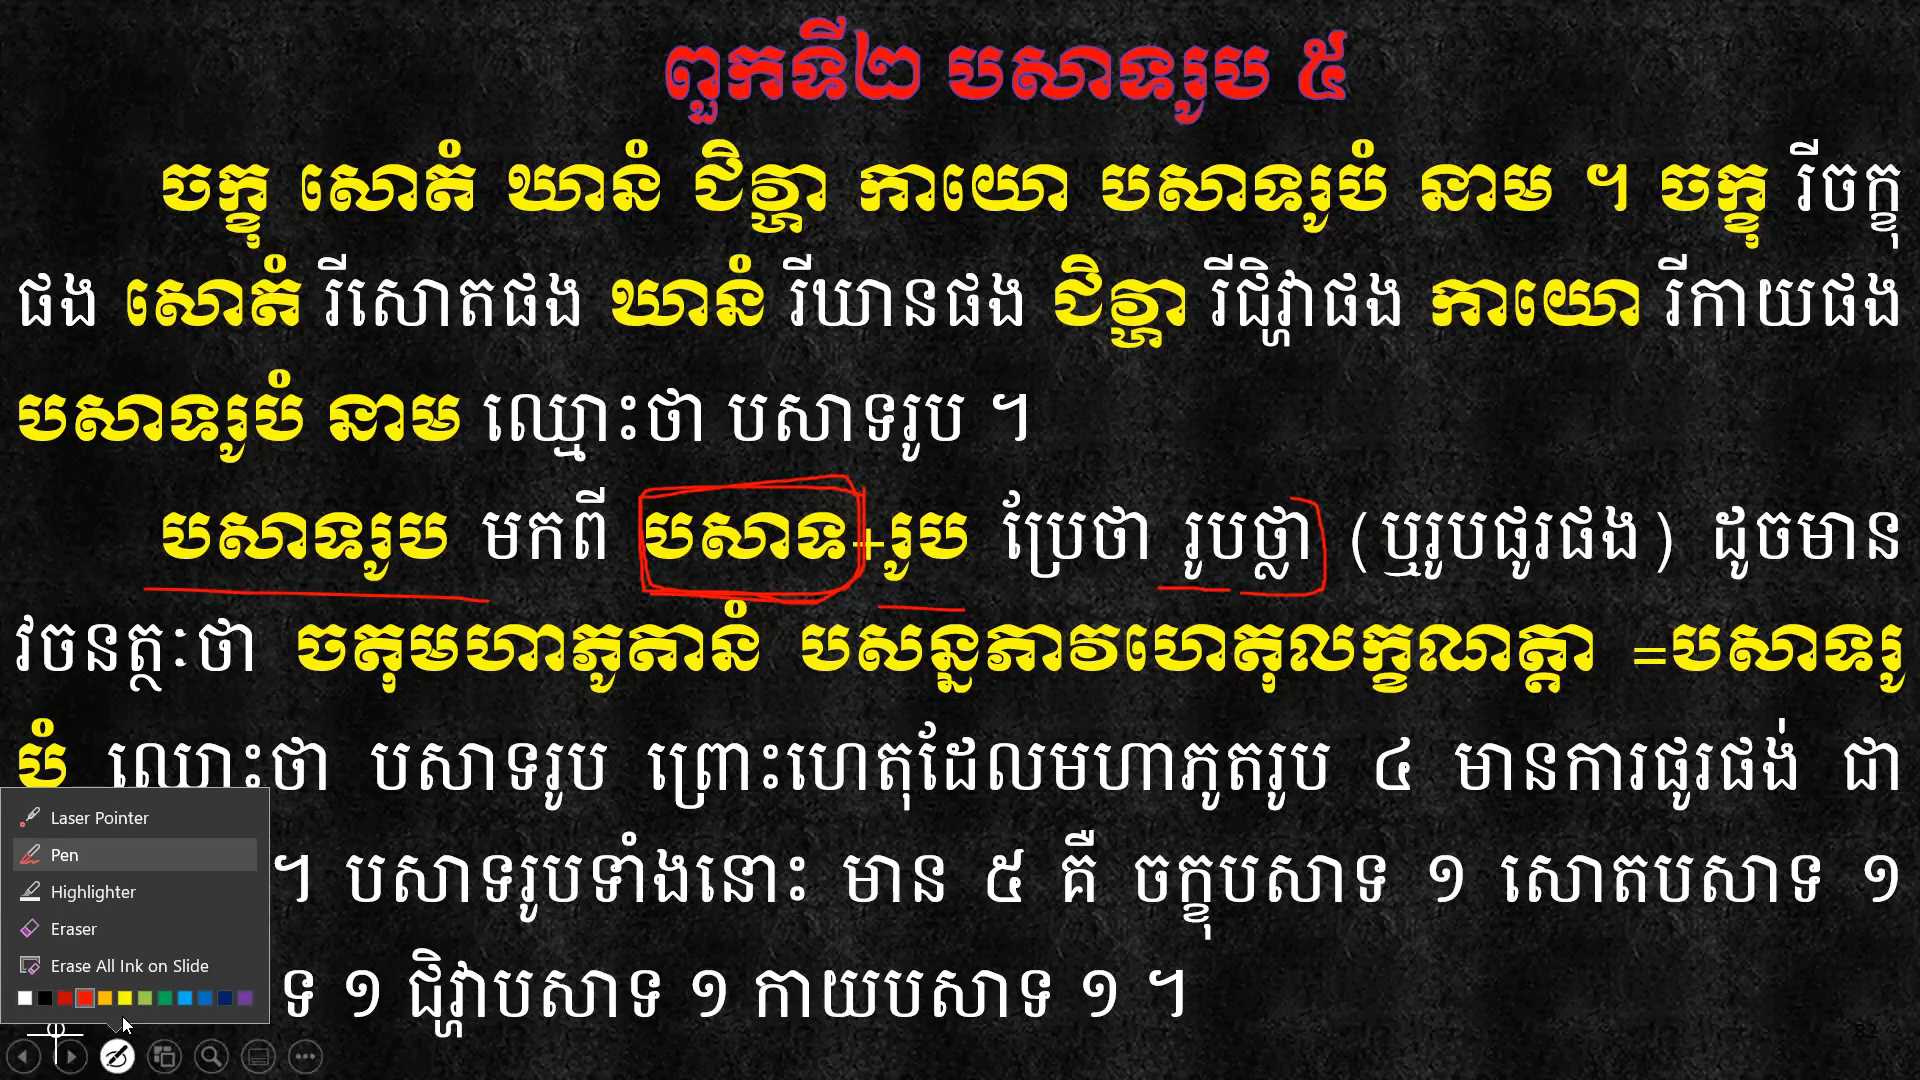 ពួកទី២ បសាទរូប ៥
ចក្ខុ សោតំ ឃានំ ជិវ្ហា កាយោ បសាទរូបំ នាម ។ ចក្ខុ រីចក្ខុ
ផង សោតំ រីសោតផង ឃានំ រីឃានផង ជិវ្ហា រីជិវ្ហាផង កាយោ រីកាយផង
បសាទរូបំ នាម ឈ្មោះថា បសាទរូប ។
បសាទរូប មកពី បសាទ+រូប ប្រែថា រូបថ្លា (ឬរូបផូរផង) ដូចមាន
វចនត្ថៈថា ចតុមហាភូតានំ បសន្នភាវហេតុលក្ខណត្តា =បសាទរូ
បំ ឈ្មោះថា បសាទរូប ព្រោះហេតុដែលមហាភូតរូប ៤ មានការផូរផង់ ជា
។ បសាទរូបទាំងនោះ មាន ៥ គឺ ចក្ខុបសាទ ១ សោតបសាទ ១
ទ ១ ជិវ្ហាបសាទ ១ កាយបសាទ ១ ។
Laser Pointer
Pen
Highlighter
Eraser
Erase All Ink on Slide